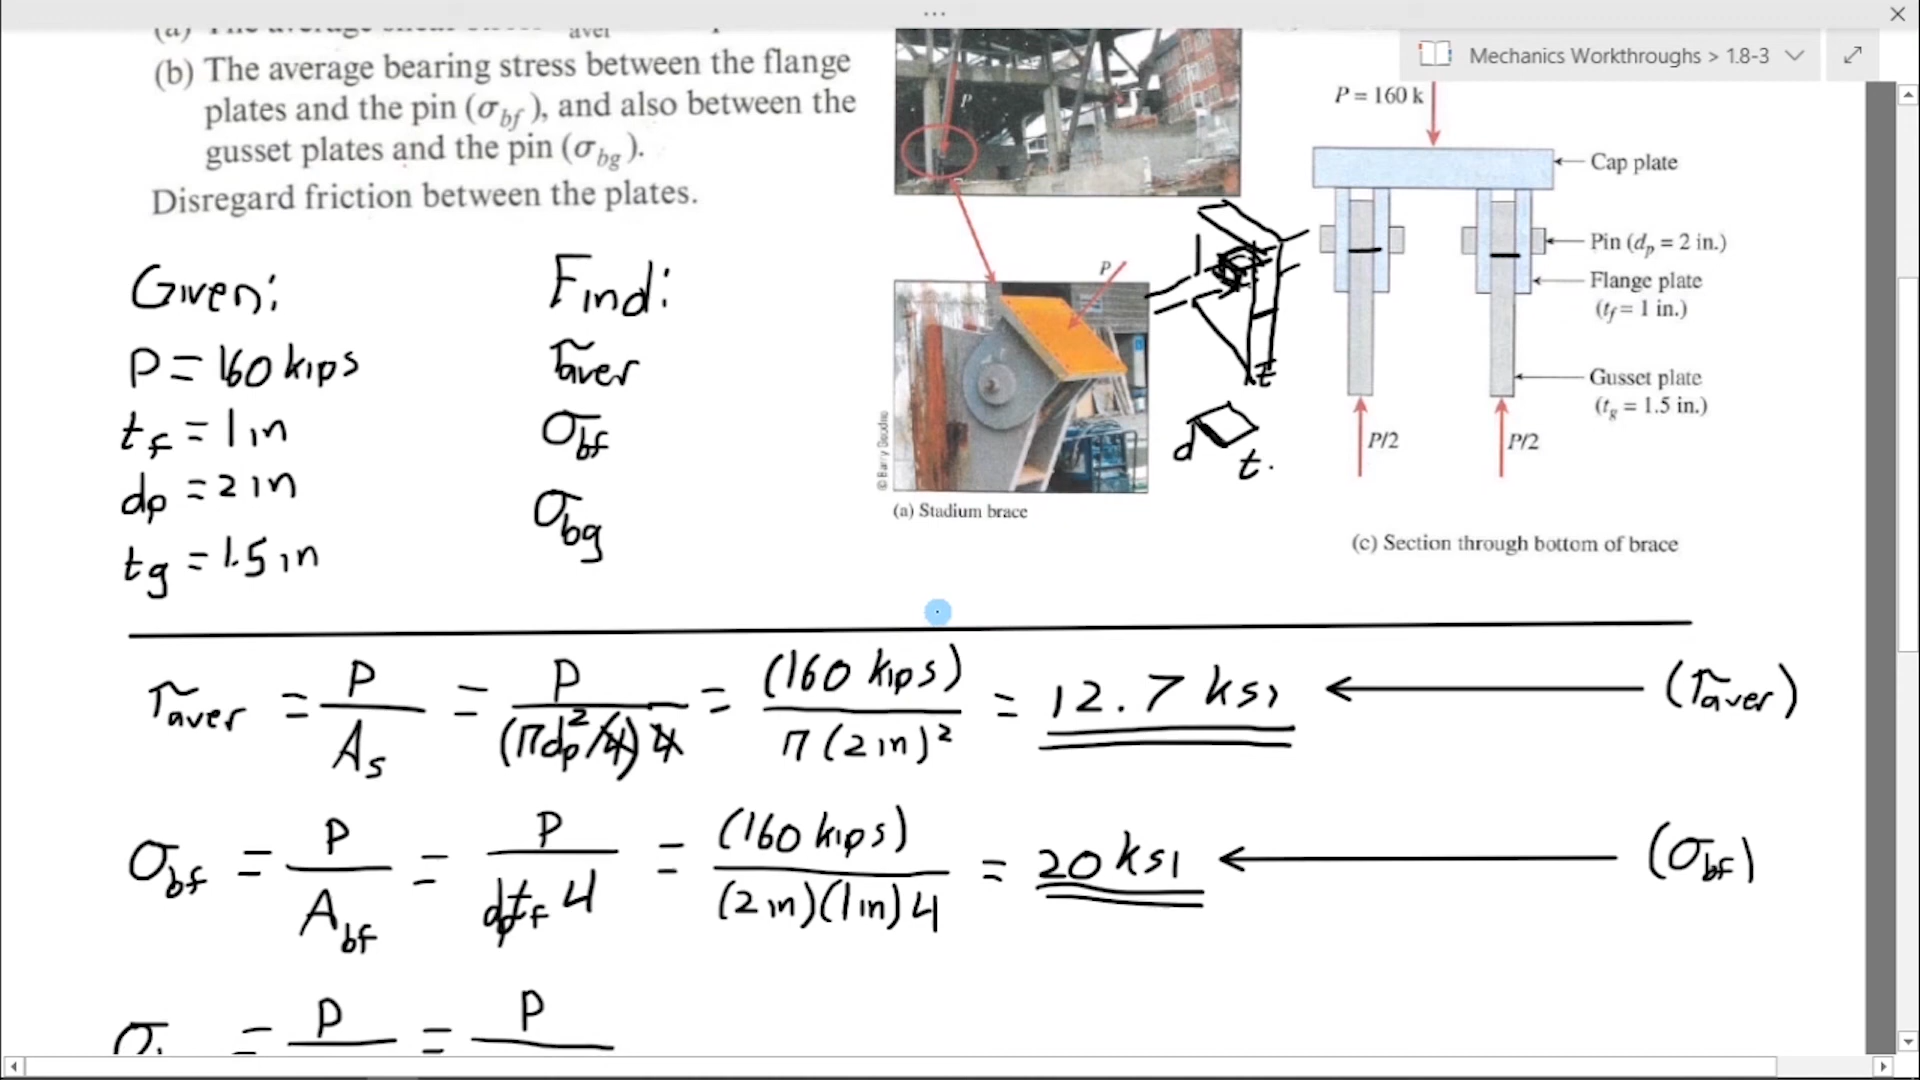 (b) The average bearing stress between the flange
plates and the pin (σbf), and also between the
gusset plates and the pin (σbg).
Disregard friction between the plates.
Mechanics Workthroughs > 1.8-3
Given:
P = 160 kips
tf = 1 in
dp = 2 in
tg = 1.5 in
Find:
τaver
σbf
σbg
P
P
© Barry Goodno
(a) Stadium brace
t
d
t.
P = 160 k
Cap plate
Pin (dp = 2 in.)
Flange plate
(tf = 1 in.)
Gusset plate
(tg = 1.5 in.)
P/2
P/2
(c) Section through bottom of brace
τaver = P/As = P/(πdp²/4)4 = (160 kips)/π(2 in)² = 12.7 ksi ← (τaver)
σbf = P/Abf = P/dptf4 = (160 kips)/(2 in)(1 in)4 = 20 ksi ← (σbf)
= P = P